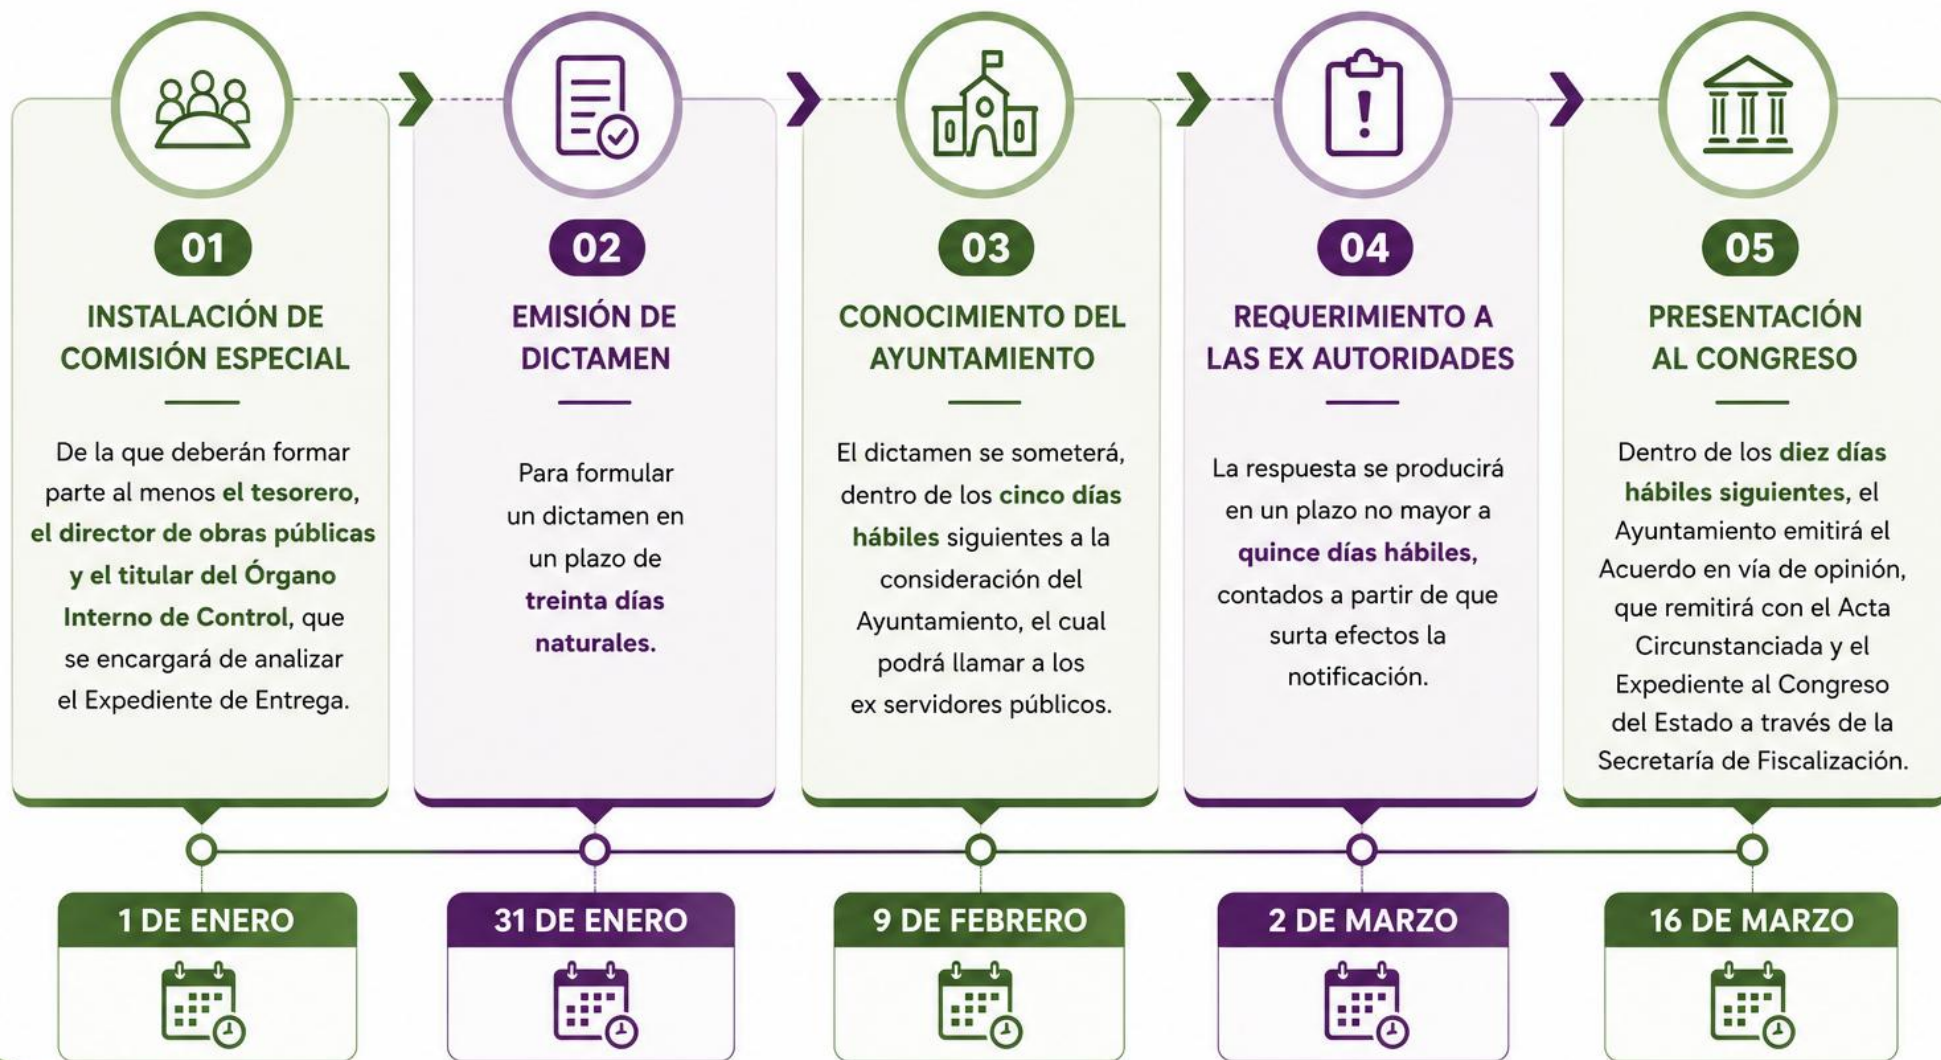 01
INSTALACIÓN DE
COMISIÓN ESPECIAL
De la que deberán formar
parte al menos el tesorero,
el director de obras públicas
y el titular del Órgano
Interno de Control, que
se encargará de analizar
el Expediente de Entrega.
1 DE ENERO
02
EMISIÓN DE
DICTAMEN
Para formular
un dictamen en
un plazo de
treinta días
naturales.
31 DE ENERO
03
CONOCIMIENTO DEL
AYUNTAMIENTO
El dictamen se someterá,
dentro de los cinco días
hábiles siguientes a la
consideración del
Ayuntamiento, el cual
podrá llamar a los
ex servidores públicos.
9 DE FEBRERO
04
REQUERIMIENTO A
LAS EX AUTORIDADES
La respuesta se producirá
en un plazo no mayor a
quince días hábiles,
contados a partir de que
surta efectos la
notificación.
2 DE MARZO
05
PRESENTACIÓN
AL CONGRESO
Dentro de los diez días
hábiles siguientes, el
Ayuntamiento emitirá el
Acuerdo en vía de opinión,
que remitirá con el Acta
Circunstanciada y el
Expediente al Congreso
del Estado a través de la
Secretaría de Fiscalización.
16 DE MARZO